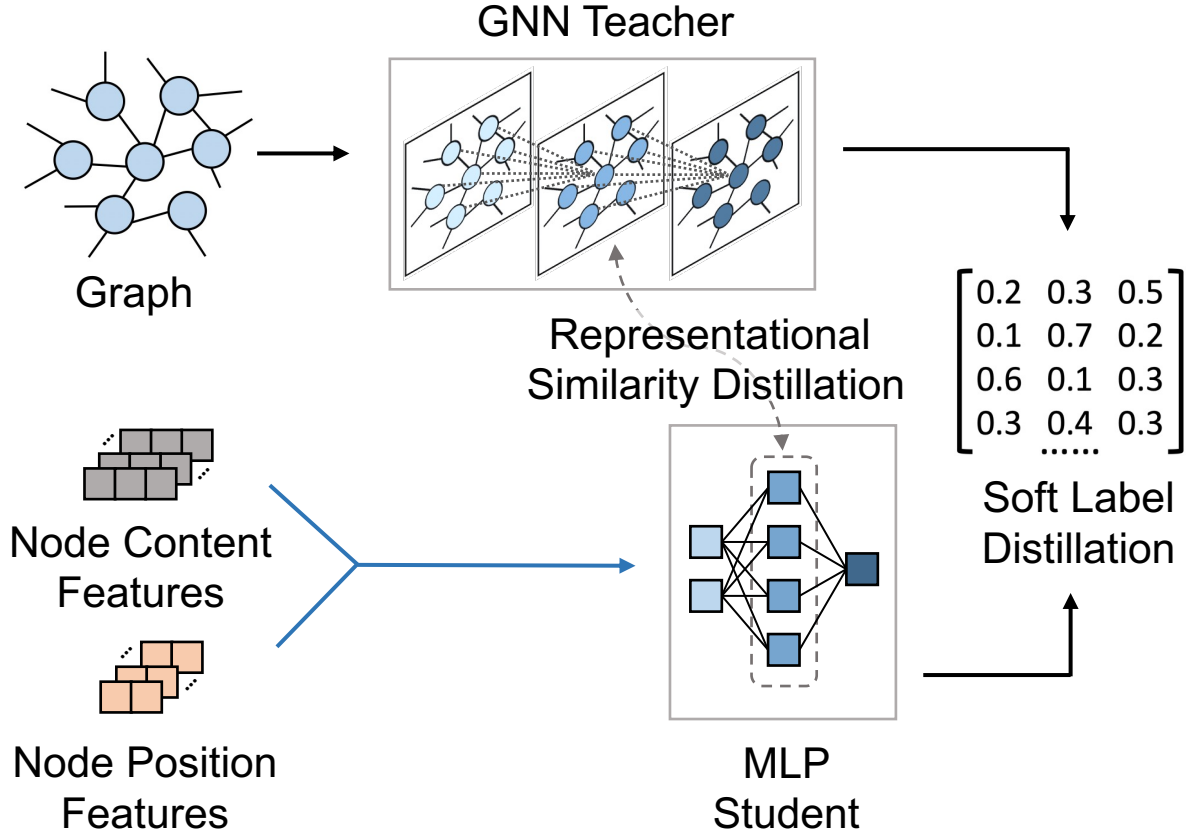 GNN Teacher
Graph
Representational
Similarity Distillation
0.2 0.3 0.5
0.1 0.7 0.2
0.6 0.1 0.3
0.3 0.4 0.3
......
Soft Label
Distillation
...
...
Node Content
Features
...
...
Node Position
Features
MLP
Student